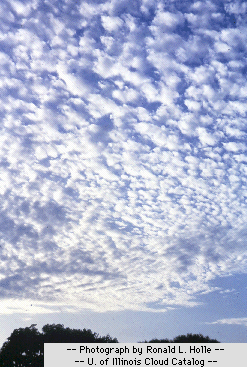 -- Photograph by Ronald L. Holle --
-- U. of Illinois Cloud Catalog --